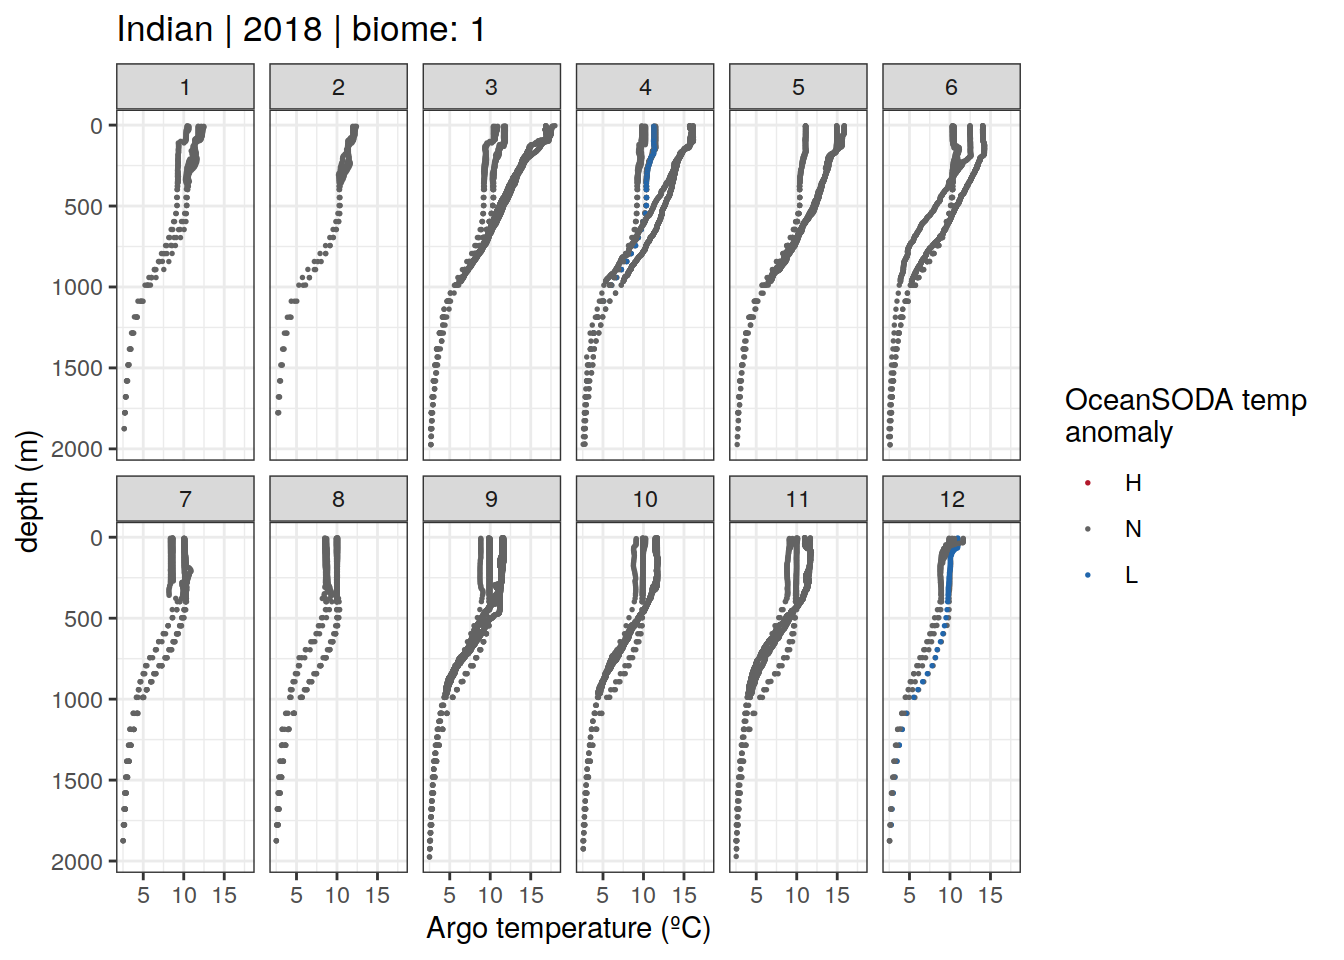 Indian | 2018 | biome: 1
1 2 3 4 5 6
0
500
1000
1500
2000
7 8 9 10 11 12
0
500
1000
1500
2000
5 10 15 5 10 15 5 10 15 5 10 15 5 10 15 5 10 15
Argo temperature (ºC)
depth (m)
OceanSODA temp
anomaly
H
N
L